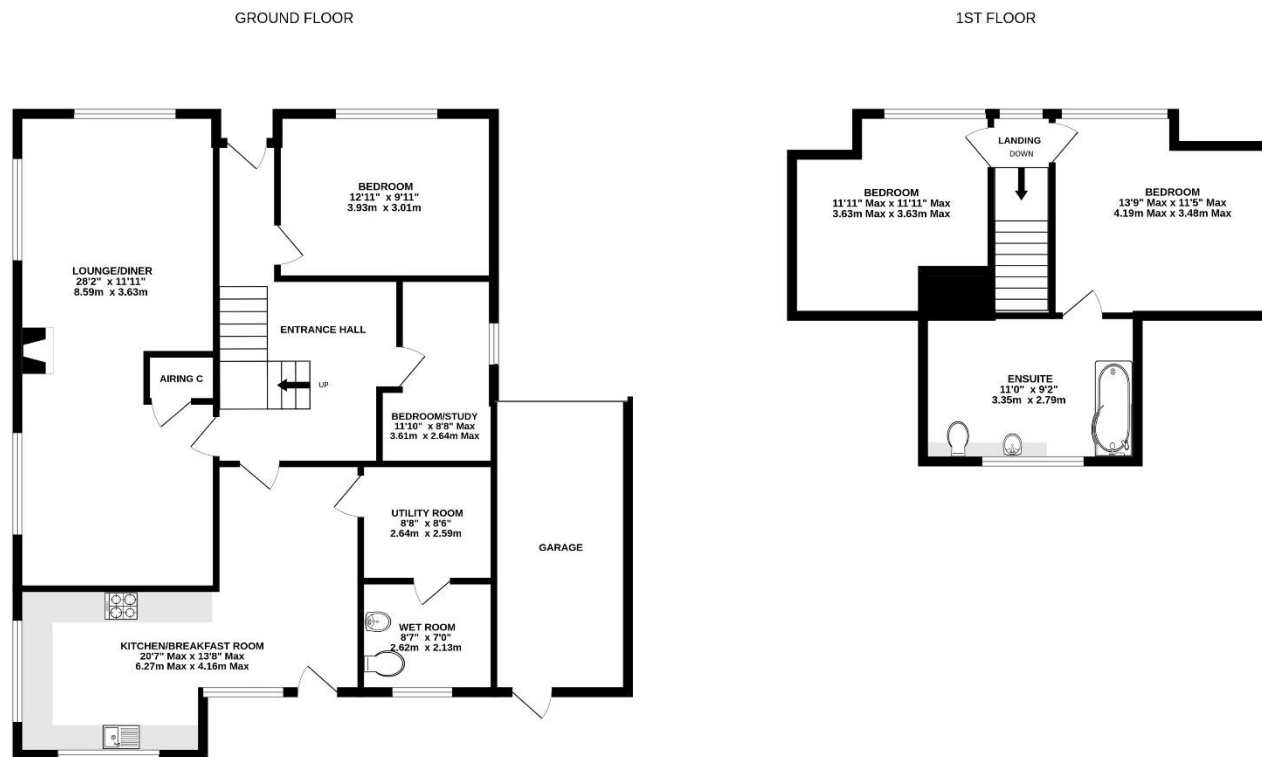 GROUND FLOOR
1ST FLOOR
BEDROOM
12'11" x 9'11"
3.93m x 3.01m
LOUNGE/DINER
28'2" x 11'11"
8.59m x 3.63m
ENTRANCE HALL
AIRING C
UP
BEDROOM/STUDY
11'10" x 8'8" Max
3.61m x 2.64m Max
UTILITY ROOM
8'8" x 8'6"
2.64m x 2.59m
GARAGE
WET ROOM
8'7" x 7'0"
2.62m x 2.13m
KITCHEN/BREAKFAST ROOM
20'7" Max x 13'8" Max
6.27m Max x 4.16m Max
LANDING
DOWN
BEDROOM
11'11" Max x 11'11" Max
3.63m Max x 3.63m Max
BEDROOM
13'9" Max x 11'5" Max
4.19m Max x 3.48m Max
ENSUITE
11'0" x 9'2"
3.35m x 2.79m